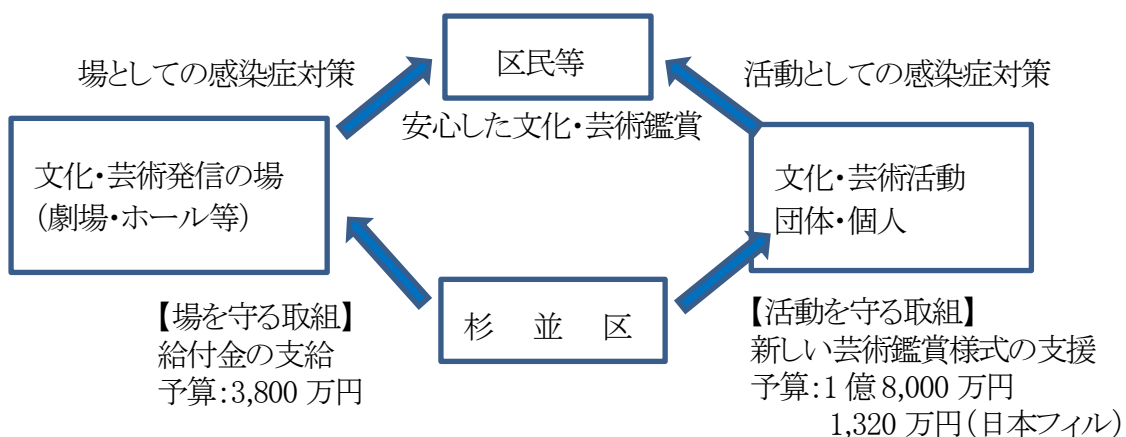 区民等
場としての感染症対策
活動としての感染症対策
安心した文化・芸術鑑賞
文化・芸術発信の場
(劇場・ホール等)
文化・芸術活動
団体・個人
杉 並 区
【場を守る取組】
給付金の支給
予算:3,800 万円
【活動を守る取組】
新しい芸術鑑賞様式の支援
予算:1 億 8,000 万円
1,320 万円(日本フィル)